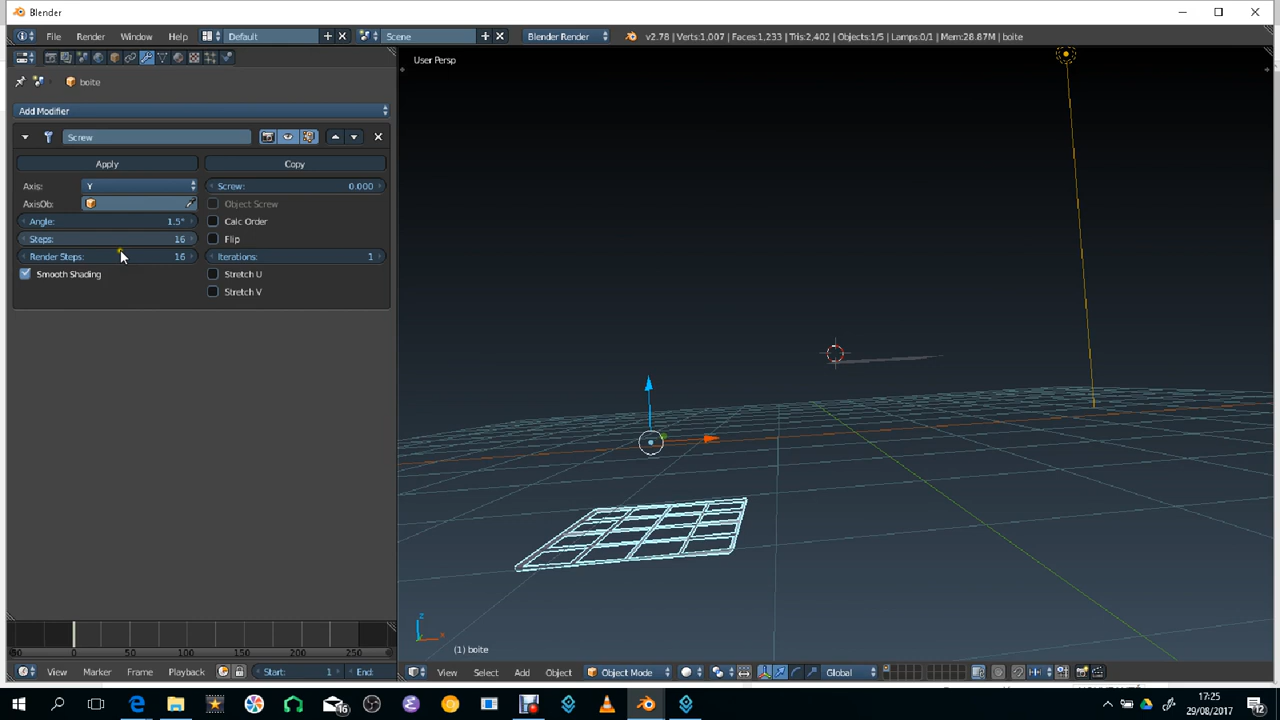 Blender
File Render Window Help Default Scene Blender Render v2.78 | Verts:1,007 | Faces:1,233 | Tris:2,402 | Objects:1/5 | Lamps:0/1 | Mem:28.87M | boite
User Persp
boite
Add Modifier
Screw
Apply Copy
Axis: Y Screw: 0.000
AxisOb: Object Screw
Angle: 1.5° Calc Order
Steps: 16 Flip
Render Steps: 16 Iterations: 1
Smooth Shading Stretch U
Stretch V
z
x
(1) boite
50 100 150 200 250
View Marker Frame Playback Start: 1 End: View Select Add Object Object Mode Global
16
17:25
29/08/2017
12